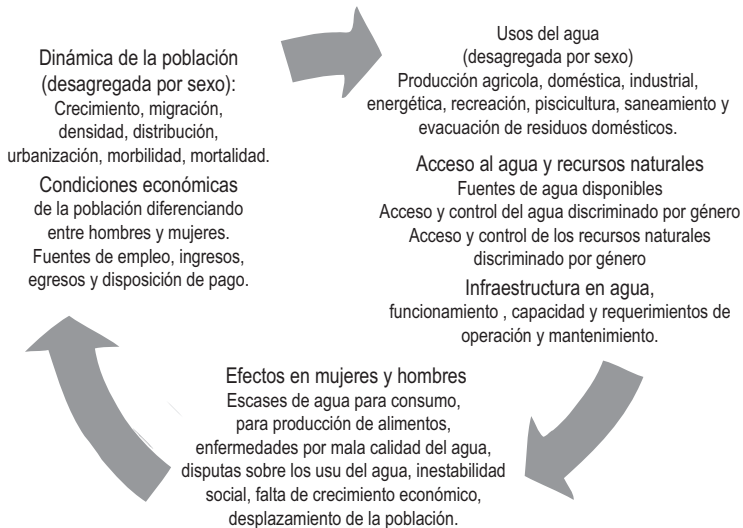 Dinámica de la población
(desagregada por sexo):
Crecimiento, migración,
densidad, distribución,
urbanización, morbilidad, mortalidad.
Condiciones económicas
de la población diferenciando
entre hombres y mujeres.
Fuentes de empleo, ingresos,
egresos y disposición de pago.
Usos del agua
(desagregada por sexo)
Producción agricola, doméstica, industrial,
energética, recreación, piscicultura, saneamiento y
evacuación de residuos domésticos.
Acceso al agua y recursos naturales
Fuentes de agua disponibles
Acceso y control del agua discriminado por género
Acceso y control de los recursos naturales
discriminado por género
Infraestructura en agua,
funcionamiento , capacidad y requerimientos de
operación y mantenimiento.
Efectos en mujeres y hombres
Escases de agua para consumo,
para producción de alimentos,
enfermedades por mala calidad del agua,
disputas sobre los usu del agua, inestabilidad
social, falta de crecimiento económico,
desplazamiento de la población.